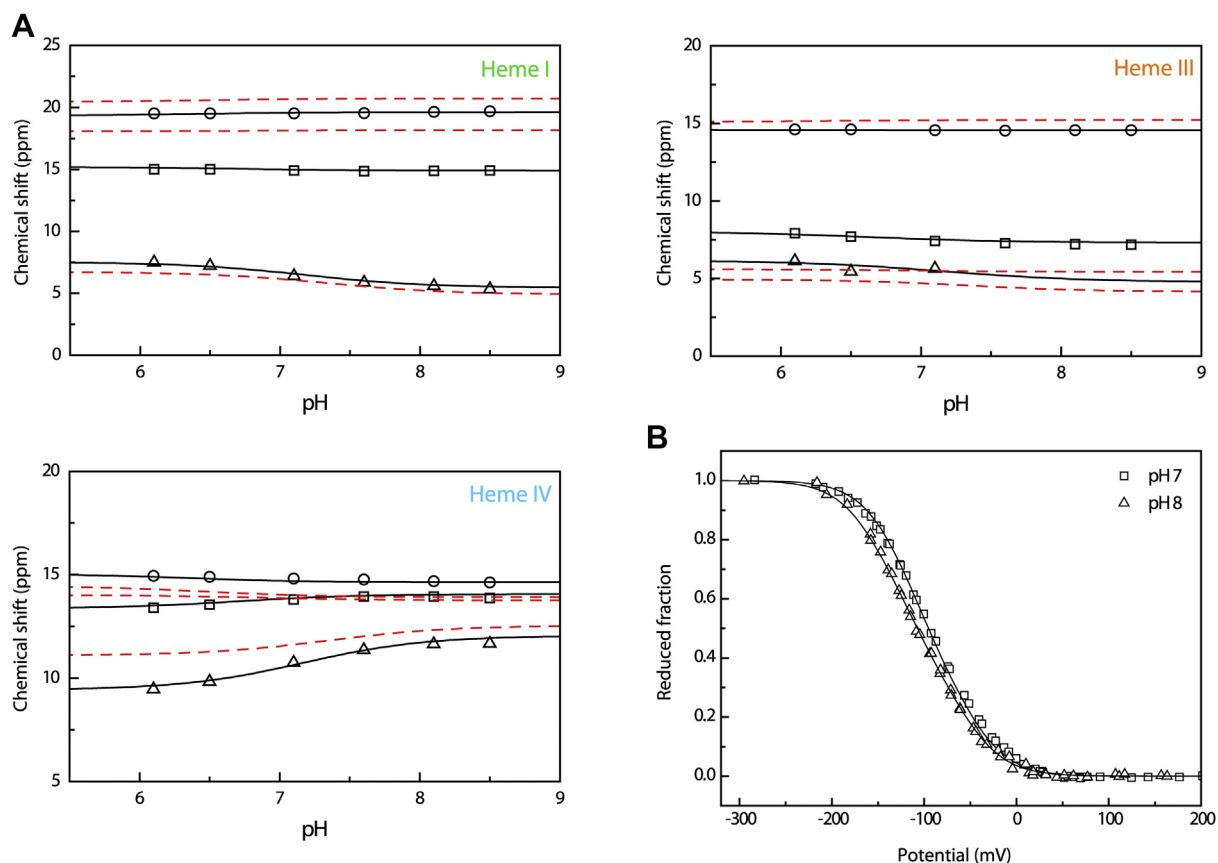 A
Heme I
25
20
15
10
5
0
Chemical shift (ppm)
6 7 8 9
pH
Heme III
20
15
10
5
0
Chemical shift (ppm)
6 7 8 9
pH
Heme IV
20
15
10
5
Chemical shift (ppm)
6 7 8 9
pH
B
pH 7
pH 8
1.0
0.8
0.6
0.4
0.2
0.0
Reduced fraction
-300 -200 -100 0 100 200
Potential (mV)